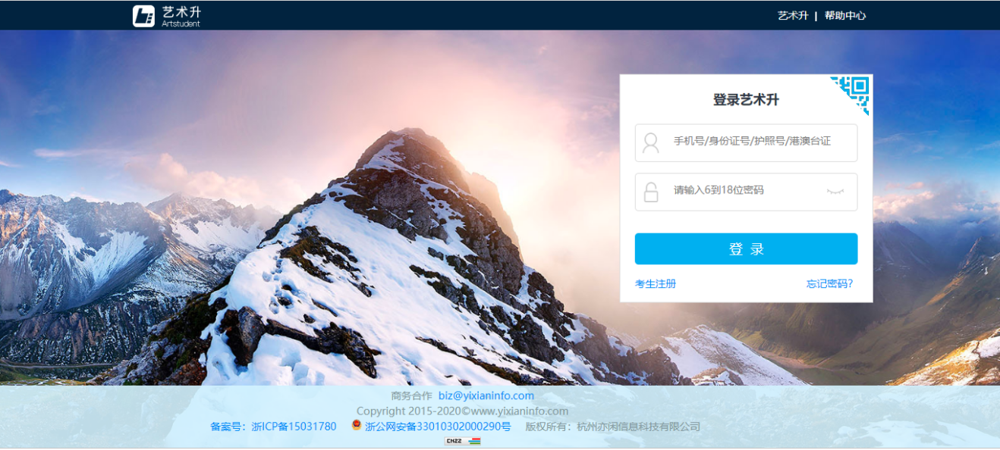 艺术升
Artstudent
艺术升 | 帮助中心
登录艺术升
手机号/身份证号/护照号/港澳台证
请输入6到18位密码
登 录
考生注册 忘记密码?
商务合作 biz@yixianinfo.com
Copyright 2015-2020©www.yixianinfo.com
备案号：浙ICP备15031780 浙公网安备33010302000290号 版权所有：杭州亦闲信息科技有限公司
CNZZ